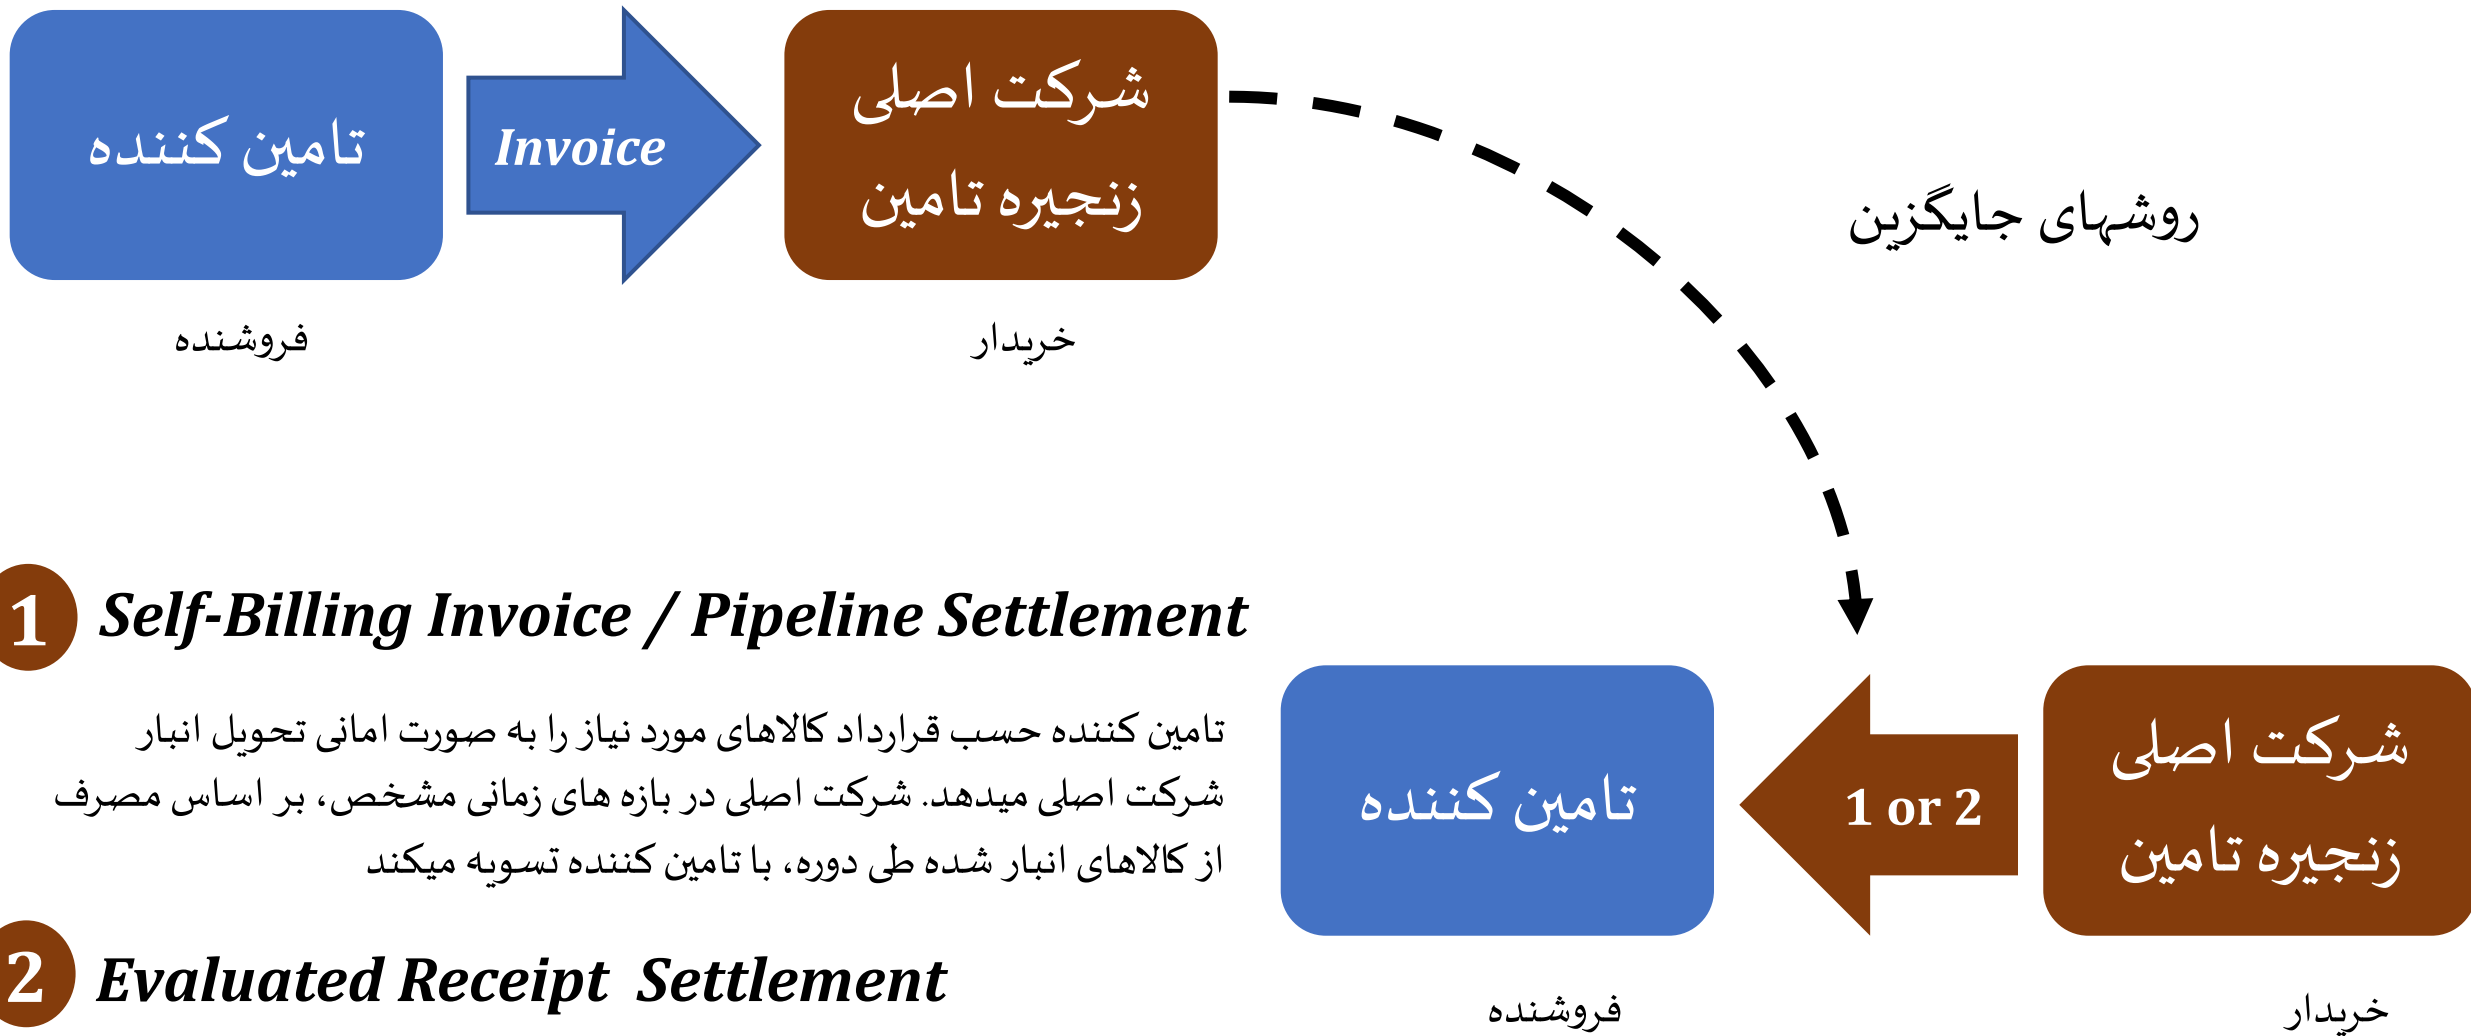 تامین کننده
Invoice
شرکت اصلی
زنجیره تامین
فروشنده
خریدار
روشهای جایگزین
1 Self-Billing Invoice / Pipeline Settlement
تامین کننده حسب قرارداد کالاهای مورد نیاز را به صورت امانی تحویل انبار
شرکت اصلی میدهد. شرکت اصلی در بازه های زمانی مشخص، بر اساس مصرف
از کالاهای انبار شده طی دوره، با تامین کننده تسویه میکند
تامین کننده
1 or 2
شرکت اصلی
زنجیره تامین
2 Evaluated Receipt Settlement
فروشنده
خریدار